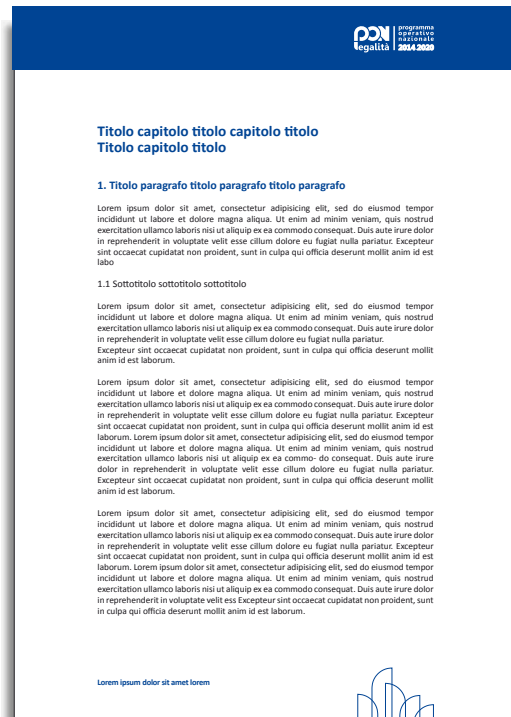 PON
legalità
programma
operativo
nazionale
2014-2020
Titolo capitolo titolo capitolo titolo
Titolo capitolo titolo
1. Titolo paragrafo titolo paragrafo titolo paragrafo
Lorem ipsum dolor sit amet, consectetur adipisicing elit, sed do eiusmod tempor
incididunt ut labore et dolore magna aliqua. Ut enim ad minim veniam, quis nostrud
exercitation ullamco laboris nisi ut aliquip ex ea commodo consequat. Duis aute irure dolor
in reprehenderit in voluptate velit esse cillum dolore eu fugiat nulla pariatur. Excepteur
sint occaecat cupidatat non proident, sunt in culpa qui officia deserunt mollit anim id est
labo
1.1 Sottotitolo sottotitolo sottotitolo
Lorem ipsum dolor sit amet, consectetur adipisicing elit, sed do eiusmod tempor
incididunt ut labore et dolore magna aliqua. Ut enim ad minim veniam, quis nostrud
exercitation ullamco laboris nisi ut aliquip ex ea commodo consequat. Duis aute irure dolor
in reprehenderit in voluptate velit esse cillum dolore eu fugiat nulla pariatur.
Excepteur sint occaecat cupidatat non proident, sunt in culpa qui officia deserunt mollit
anim id est laborum.
Lorem ipsum dolor sit amet, consectetur adipisicing elit, sed do eiusmod tempor
incididunt ut labore et dolore magna aliqua. Ut enim ad minim veniam, quis nostrud
exercitation ullamco laboris nisi ut aliquip ex ea commodo consequat. Duis aute irure dolor
in reprehenderit in voluptate velit esse cillum dolore eu fugiat nulla pariatur. Excepteur
sint occaecat cupidatat non proident, sunt in culpa qui officia deserunt mollit anim id est
laborum. Lorem ipsum dolor sit amet, consectetur adipisicing elit, sed do eiusmod tempor
incididunt ut labore et dolore magna aliqua. Ut enim ad minim veniam, quis nostrud
exercitation ullamco laboris nisi ut aliquip ex ea commo- do consequat. Duis aute irure
dolor in reprehenderit in voluptate velit esse cillum dolore eu fugiat nulla pariatur.
Excepteur sint occaecat cupidatat non proident, sunt in culpa qui officia deserunt mollit
anim id est laborum.
Lorem ipsum dolor sit amet, consectetur adipisicing elit, sed do eiusmod tempor
incididunt ut labore et dolore magna aliqua. Ut enim ad minim veniam, quis nostrud
exercitation ullamco laboris nisi ut aliquip ex ea commodo consequat. Duis aute irure dolor
in reprehenderit in voluptate velit esse cillum dolore eu fugiat nulla pariatur. Excepteur
sint occaecat cupidatat non proident, sunt in culpa qui officia deserunt mollit anim id est
laborum. Lorem ipsum dolor sit amet, consectetur adipisicing elit, sed do eiusmod tempor
incididunt ut labore et dolore magna aliqua. Ut enim ad minim veniam, quis nostrud
exercitation ullamco laboris nisi ut aliquip ex ea commodo consequat. Duis aute irure dolor
in reprehenderit in voluptate velit ess Excepteur sint occaecat cupidatat non proident, sunt
in culpa qui officia deserunt mollit anim id est laborum.
Lorem ipsum dolor sit amet lorem